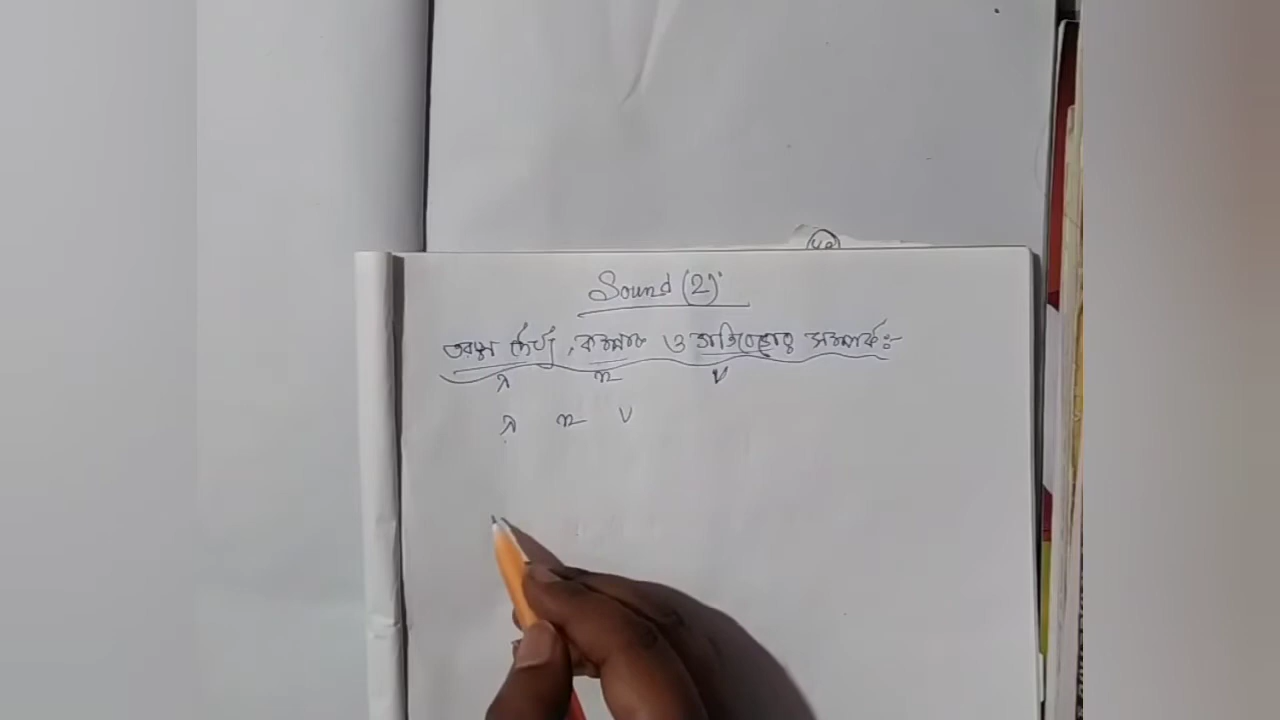 Sound (2)
তরঙ্গ দৈর্ঘ্য, কম্পাঙ্ক ও গতিবেগের সম্পর্ক :-
λ n V
λ n V